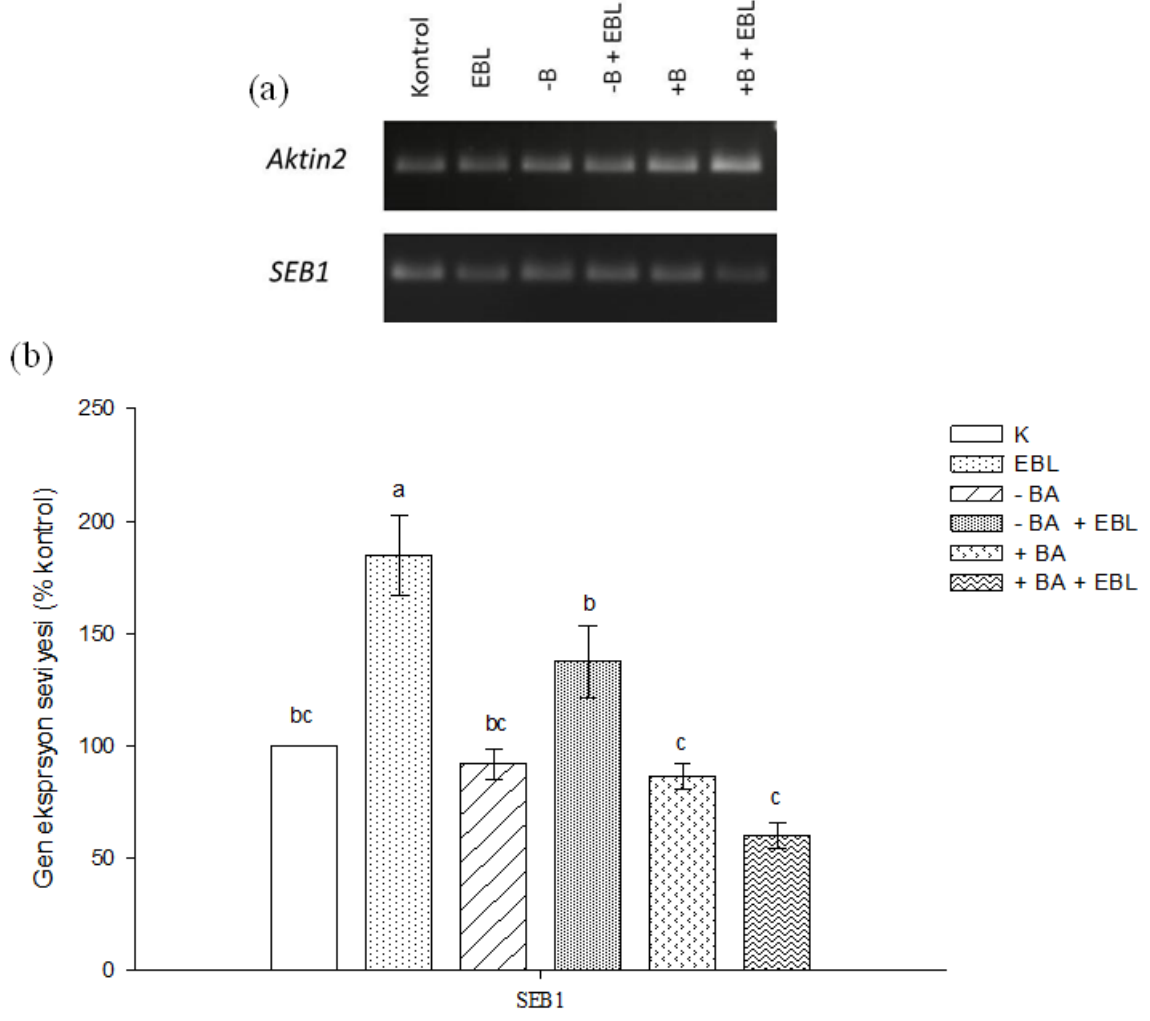 (a)
Kontrol
EBL
-B
-B + EBL
+B
+B + EBL
Aktin2
SEB1
(b)
Gen eksprsyon seviyesi (% kontrol)
250
200
150
100
50
0
bc
a
bc
b
c
c
SEB1
K
EBL
- BA
- BA + EBL
+ BA
+ BA + EBL